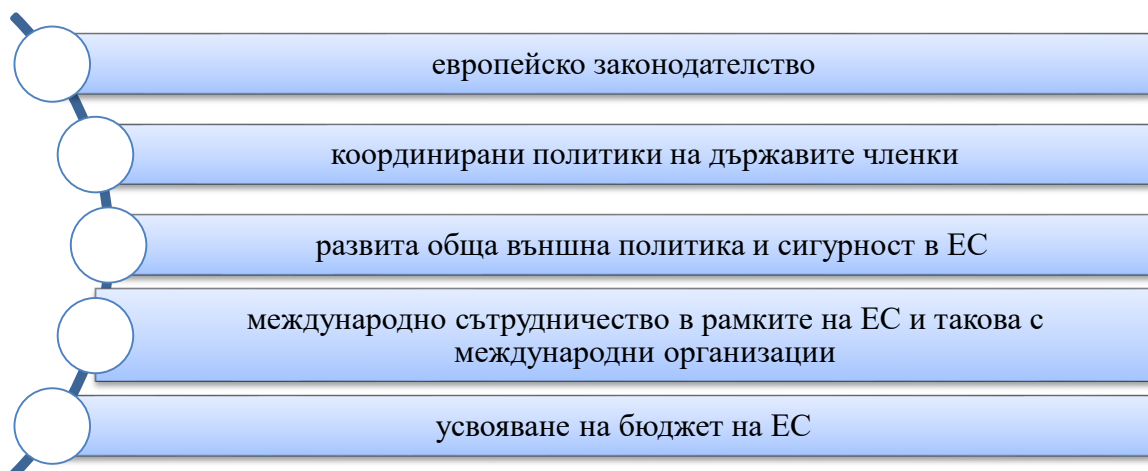 европейско законодателство
координирани политики на държавите членки
развита обща външна политика и сигурност в ЕС
международно сътрудничество в рамките на ЕС и такова с
международни организации
усвояване на бюджет на ЕС